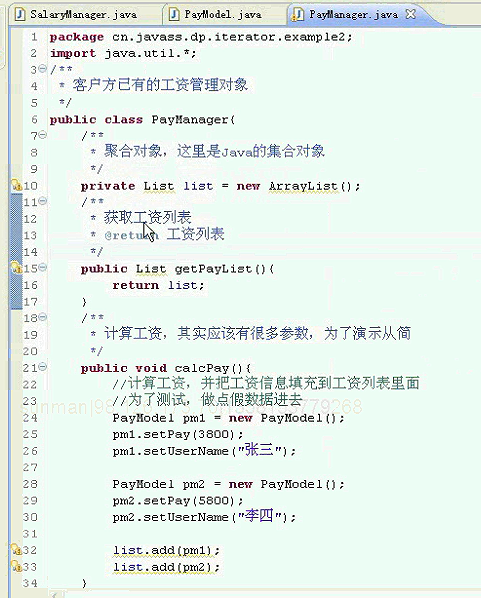 SalaryManager.java PayModel.java PayManager.java
1 package cn.javass.dp.iterator.example2;
2 import java.util.*;
3 /**
4 * 客户方已有的工资管理对象
5 */
6 public class PayManager{
7 /**
8 * 聚合对象，这里是Java的集合对象
9 */
10 private List list = new ArrayList();
11 /**
12 * 获取工资列表
13 * @return 工资列表
14 */
15 public List getPayList(){
16 return list;
17 }
18 /**
19 * 计算工资，其实应该有很多参数，为了演示从简
20 */
21 public void calcPay(){
22 //计算工资，并把工资信息填充到工资列表里面
23 //为了测试，做点假数据进去
24 PayModel pm1 = new PayModel();
25 pm1.setPay(3800);
26 pm1.setUserName("张三");
27
28 PayModel pm2 = new PayModel();
29 pm2.setPay(5800);
30 pm2.setUserName("李四");
31
32 list.add(pm1);
33 list.add(pm2);
34 }